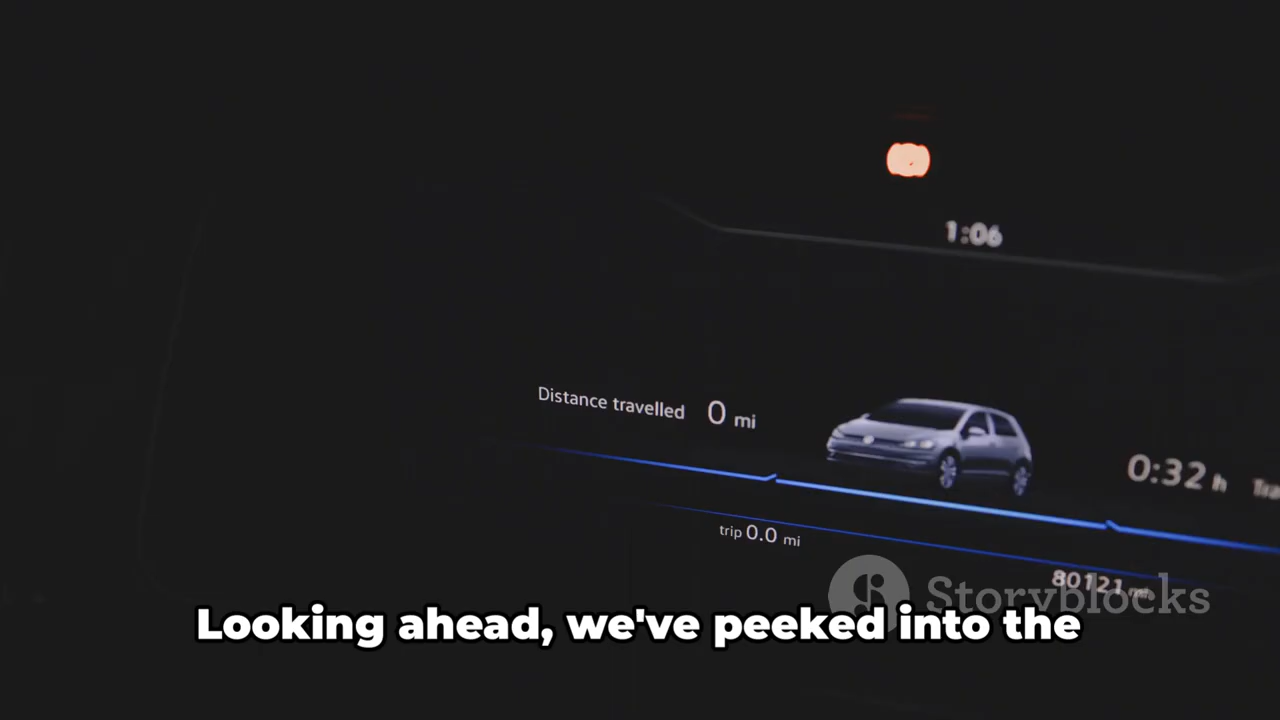 1:06
Distance travelled 0 mi
0:32 h
trip 0.0 mi
80121
Storyblocks
Looking ahead, we've peeked into the